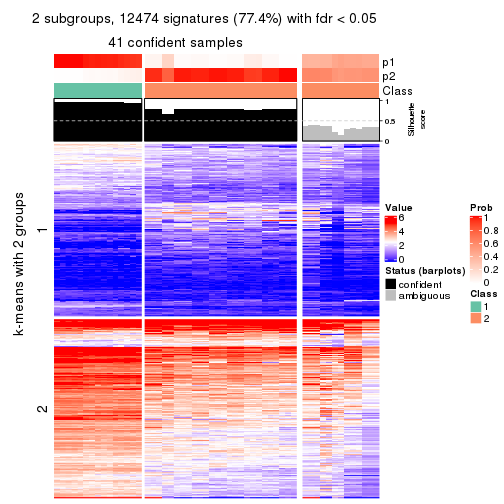 2 subgroups, 12474 signatures (77.4%) with fdr < 0.05
41 confident samples
p1
p2
Class
1
0.5
0
Silhouette
score
k-means with 2 groups
1
2
Value
6
4
2
0
Status (barplots)
confident
ambiguous
Prob
1
0.8
0.6
0.4
0.2
0
Class
1
2